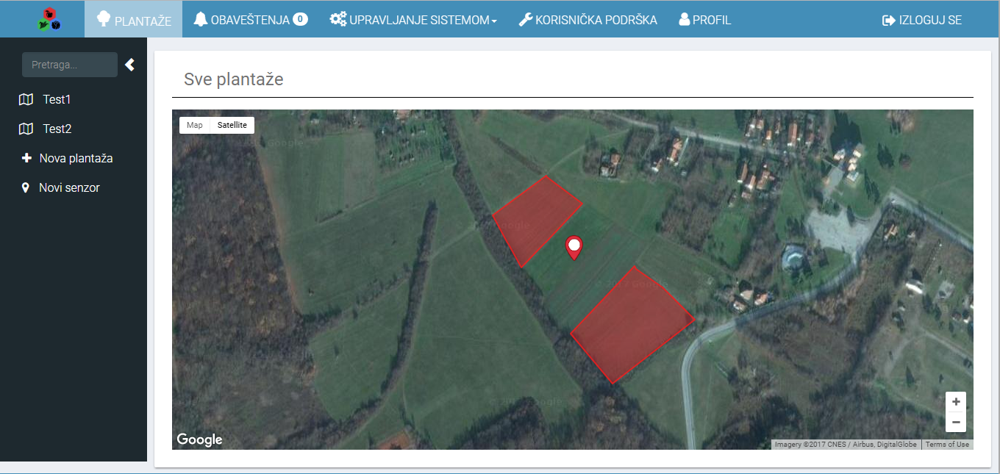 PLANTAŽE OBAVEŠTENJA 0 UPRAVLJANJE SISTEMOM KORISNIČKA PODRŠKA PROFIL IZLOGUJ SE
Pretraga...
Test1
Test2
Nova plantaža
Novi senzor
Sve plantaže
Map Satellite
Google
Imagery ©2017 CNES / Airbus, DigitalGlobe Terms of Use